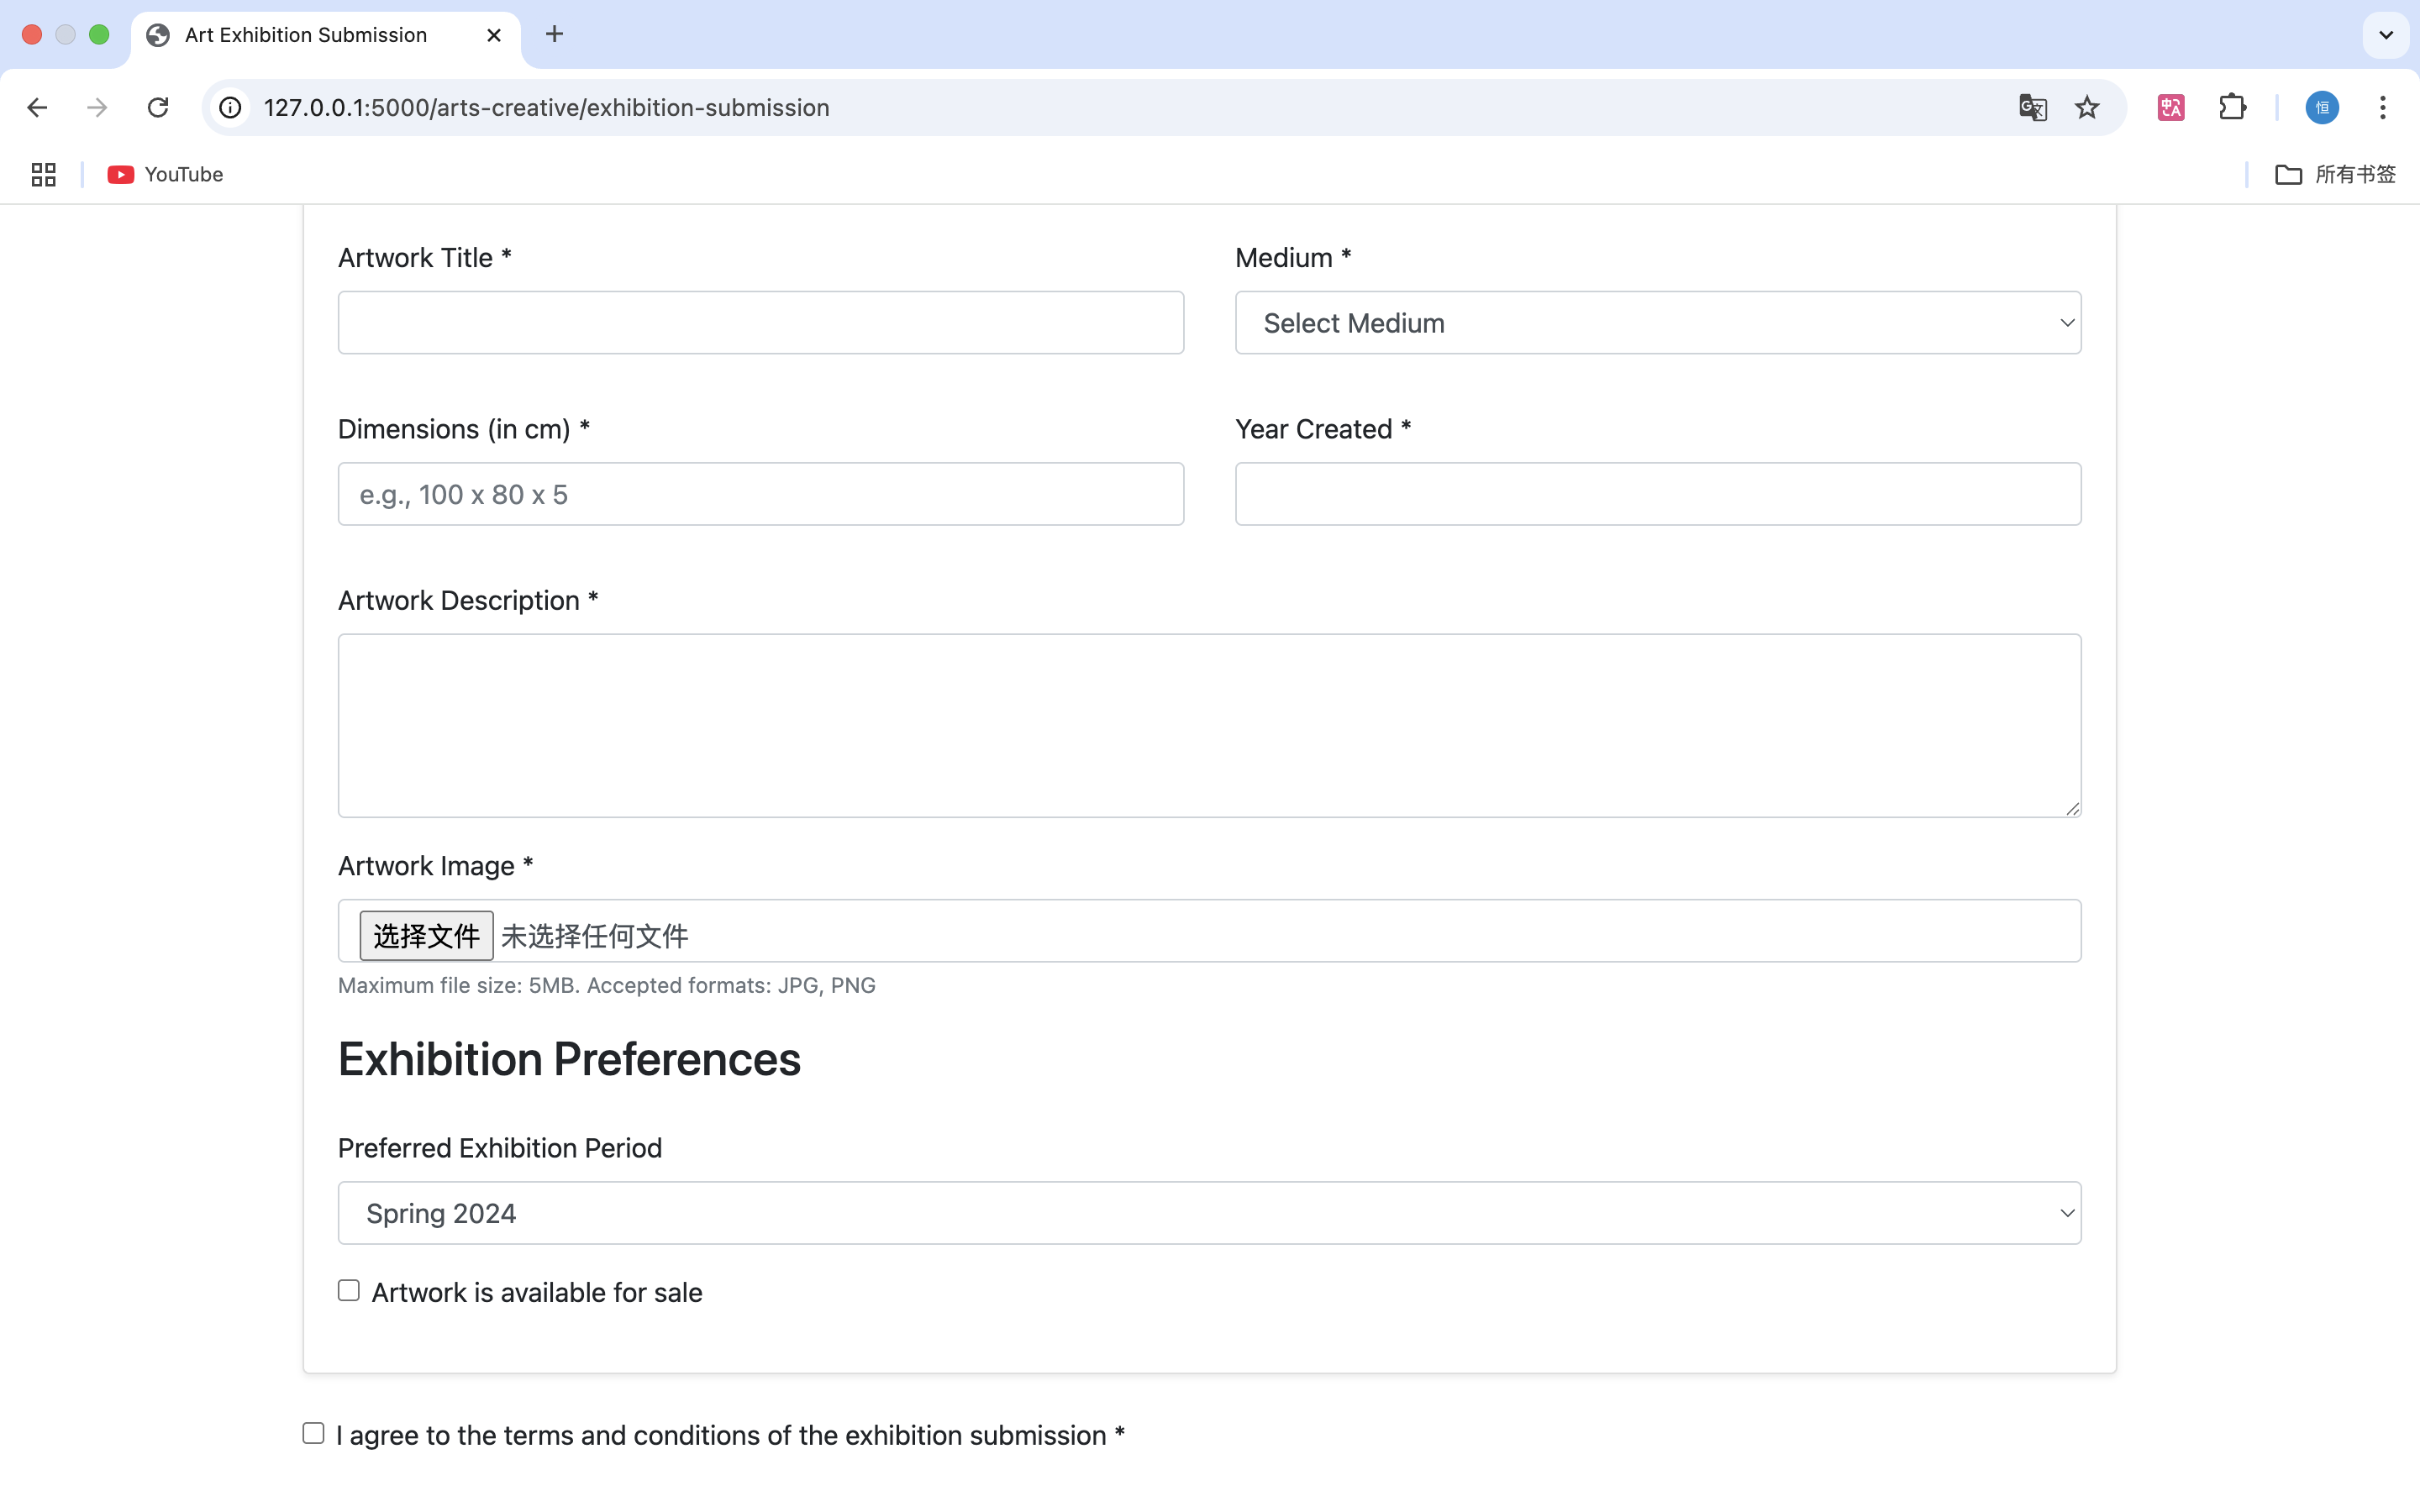 Art Exhibition Submission
127.0.0.1:5000/arts-creative/exhibition-submission
恒
YouTube
所有书签
Artwork Title *
Medium *
Select Medium
Dimensions (in cm) *
Year Created *
e.g., 100 x 80 x 5
Artwork Description *
Artwork Image *
选择文件 未选择任何文件
Maximum file size: 5MB. Accepted formats: JPG, PNG
Exhibition Preferences
Preferred Exhibition Period
Spring 2024
Artwork is available for sale
I agree to the terms and conditions of the exhibition submission *